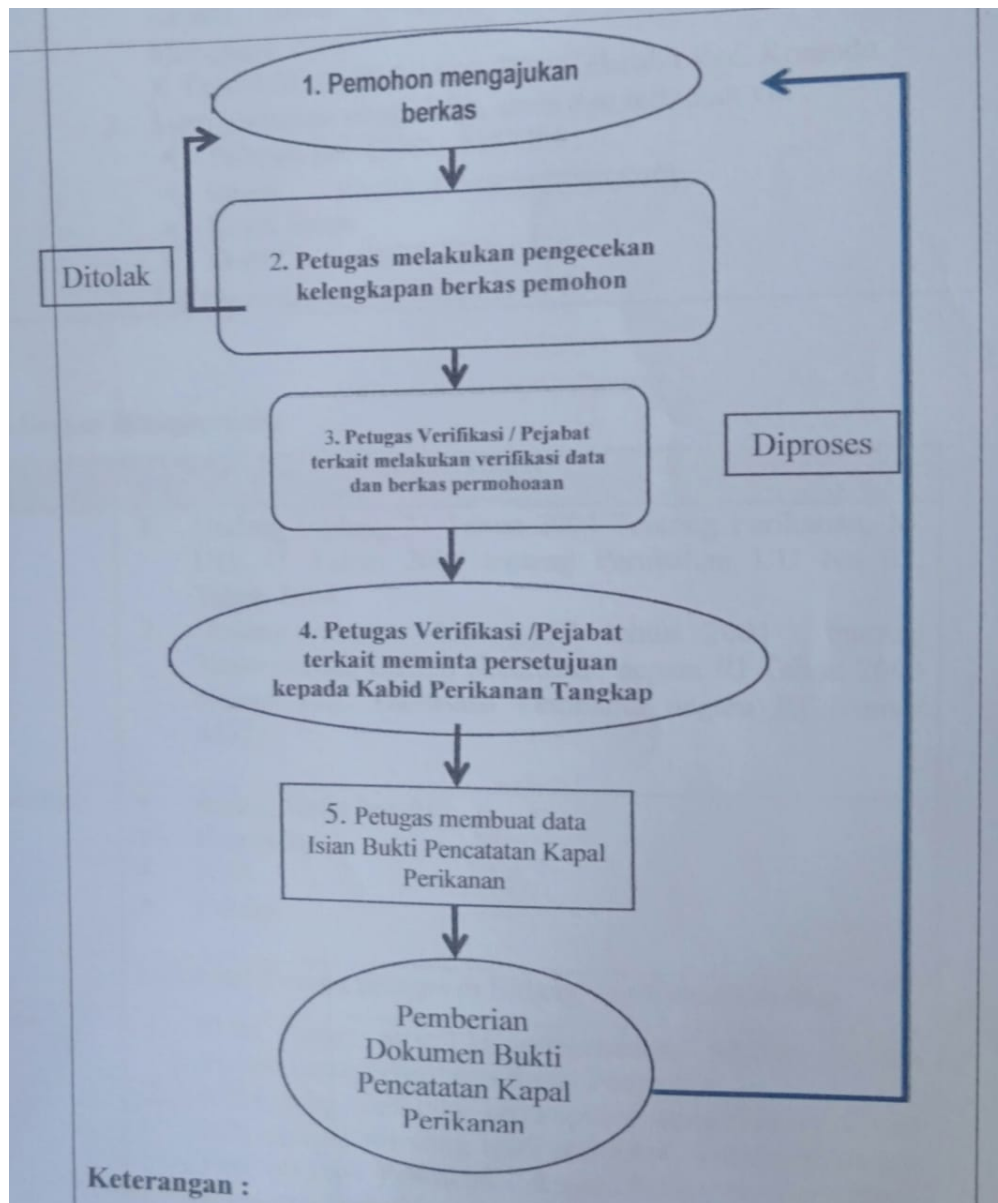 1. Pemohon mengajukan
berkas
Ditolak
2. Petugas melakukan pengecekan
kelengkapan berkas pemohon
3. Petugas Verifikasi / Pejabat
terkait melakukan verifikasi data
dan berkas permohoaan
Diproses
4. Petugas Verifikasi /Pejabat
terkait meminta persetujuan
kepada Kabid Perikanan Tangkap
5. Petugas membuat data
Isian Bukti Pencatatan Kapal
Perikanan
Pemberian
Dokumen Bukti
Pencatatan Kapal
Perikanan
Keterangan :